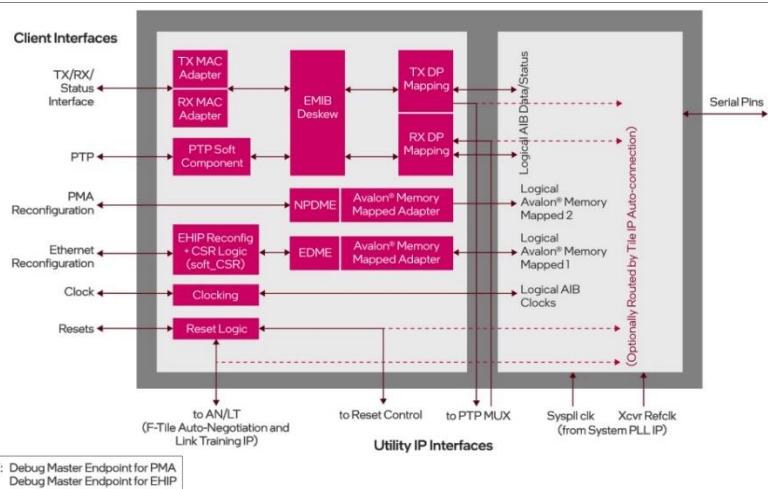 Client Interfaces
TX/RX/
Status
Interface
PTP
PMA
Reconfiguration
Ethernet
Reconfiguration
Clock
Resets
TX MAC
Adapter
RX MAC
Adapter
PTP Soft
Component
EMIB
Deskew
TX DP
Mapping
RX DP
Mapping
NPDME
Avalon® Memory
Mapped Adapter
EHIP Reconfig
+ CSR Logic
(soft_CSR)
EDME
Avalon® Memory
Mapped Adapter
Clocking
Reset Logic
Logical AIB Data/Status
Logical
Avalon® Memory
Mapped 2
Logical
Avalon® Memory
Mapped 1
Logical AIB
Clocks
(Optionally Routed by Tile IP Auto-connection)
Serial Pins
to AN/LT
(F-Tile Auto-Negotiation and
Link Training IP)
to Reset Control
to PTP MUX
Syspll clk
Xcvr Refclk
(from System PLL IP)
Utility IP Interfaces
: Debug Master Endpoint for PMA
Debug Master Endpoint for EHIP